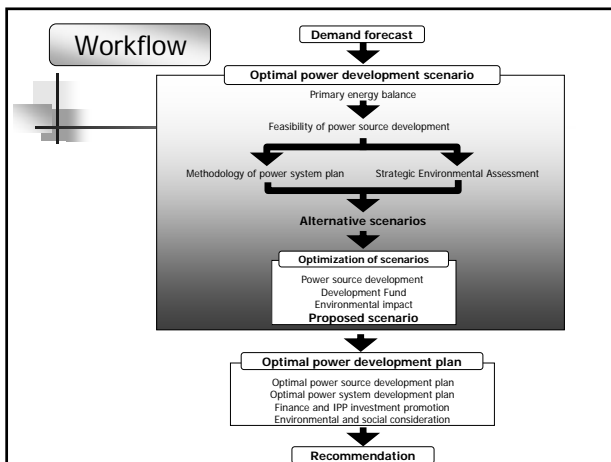 Workflow
Demand forecast
Optimal power development scenario
Primary energy balance
Feasibility of power source development
Methodology of power system plan
Strategic Environmental Assessment
Alternative scenarios
Optimization of scenarios
Power source development
Development Fund
Environmental impact
Proposed scenario
Optimal power development plan
Optimal power source development plan
Optimal power system development plan
Finance and IPP investment promotion
Environmental and social consideration
Recommendation